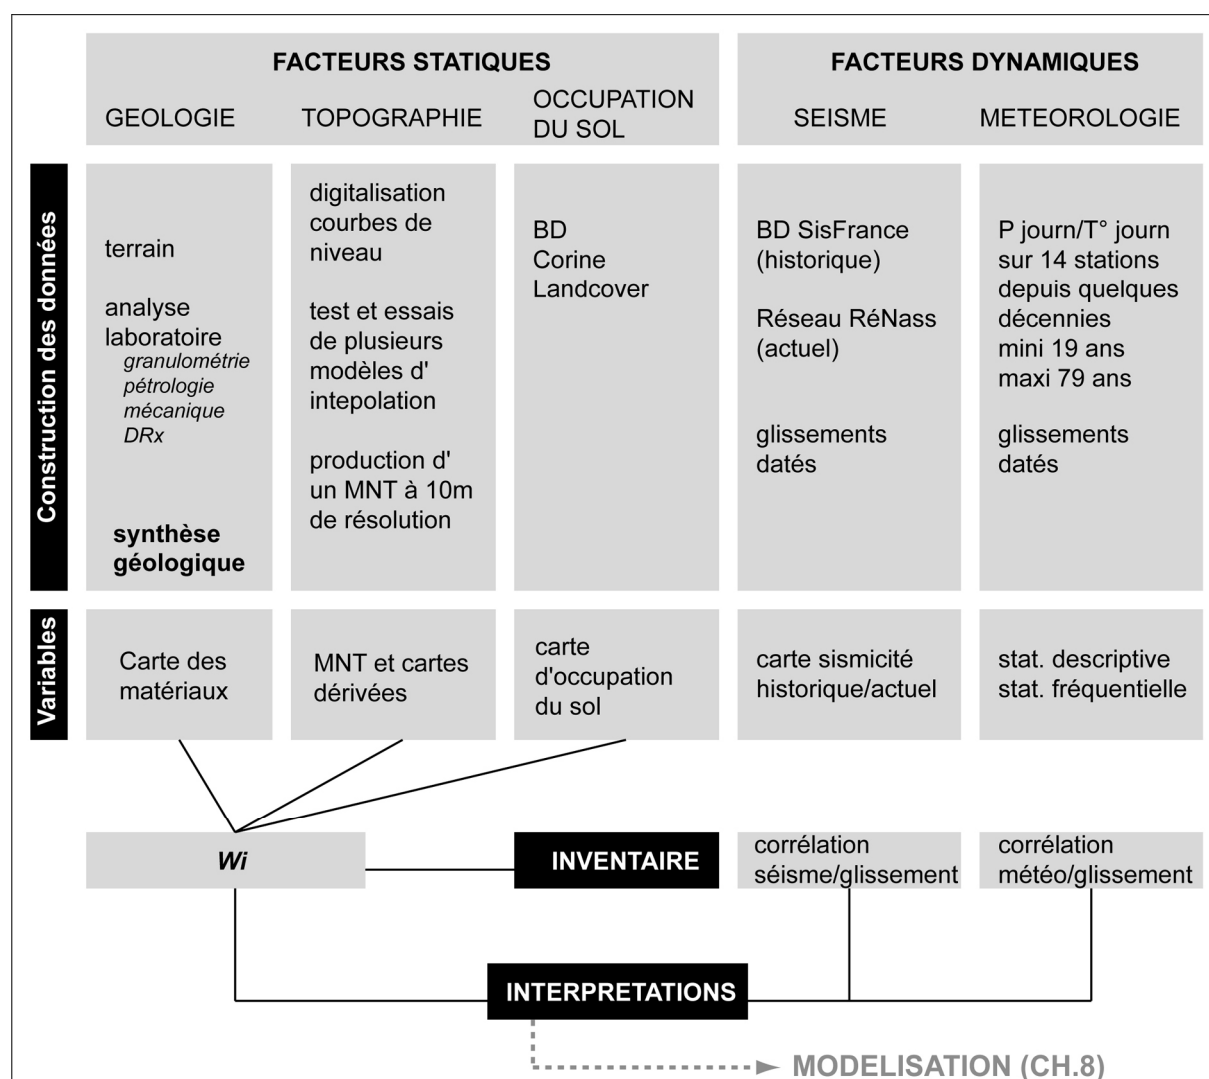 FACTEURS STATIQUES
GEOLOGIE
TOPOGRAPHIE
OCCUPATION
DU SOL
FACTEURS DYNAMIQUES
SEISME
METEOROLOGIE
Construction des données
terrain
analyse
laboratoire
granulométrie
pétrologie
mécanique
DRx
synthèse
géologique
digitalisation
courbes de
niveau
test et essais
de plusieurs
modèles d'
intepolation
production d'
un MNT à 10m
de résolution
BD
Corine
Landcover
BD SisFrance
(historique)
Réseau RéNass
(actuel)
glissements
datés
P journ/T° journ
sur 14 stations
depuis quelques
décennies
mini 19 ans
maxi 79 ans
glissements
datés
Variables
Carte des
matériaux
MNT et cartes
dérivées
carte
d'occupation
du sol
carte sismicité
historique/actuel
stat. descriptive
stat. fréquentielle
Wi
INVENTAIRE
corrélation
séisme/glissement
corrélation
météo/glissement
INTERPRETATIONS
MODELISATION (CH.8)